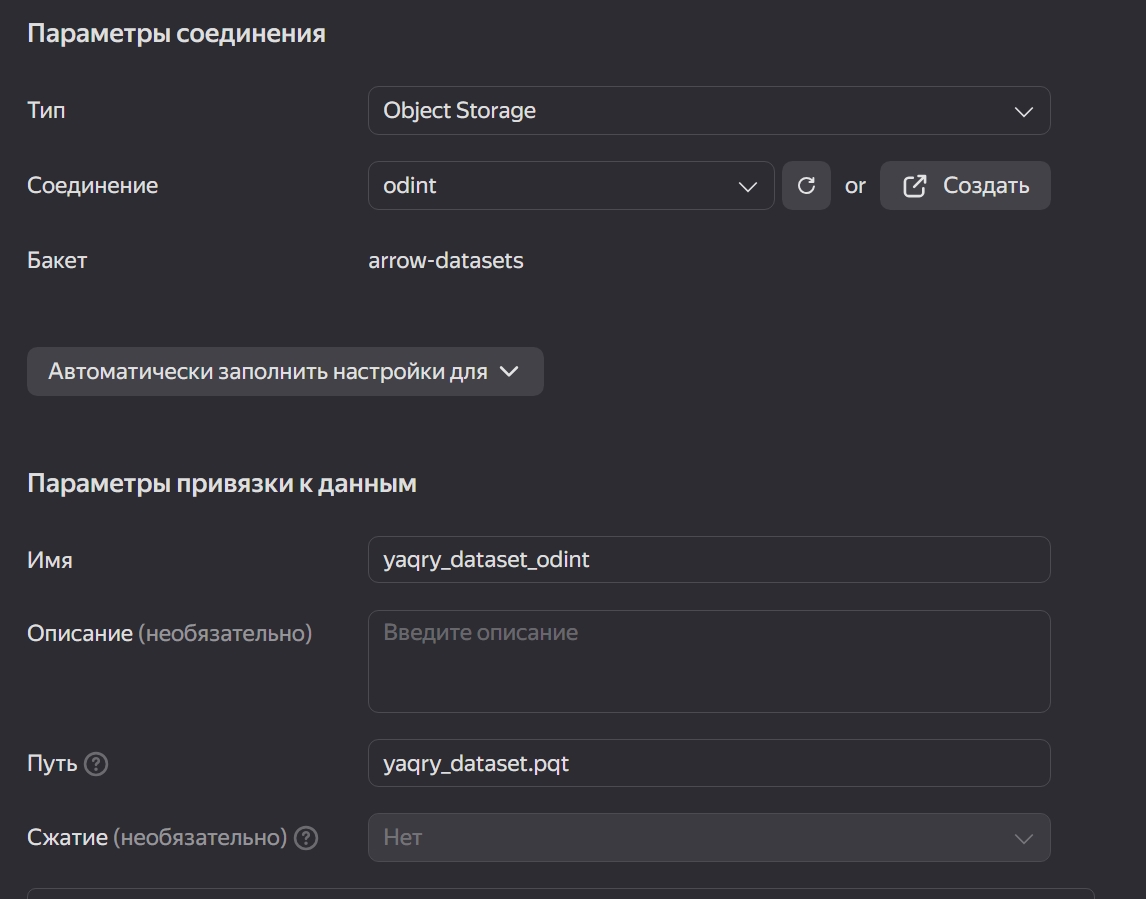 Параметры соединения
Тип Object Storage
Соединение odint or Создать
Бакет arrow-datasets
Автоматически заполнить настройки для
Параметры привязки к данным
Имя yaqry_dataset_odint
Описание (необязательно) Введите описание
Путь ? yaqry_dataset.pqt
Сжатие (необязательно) ? Нет